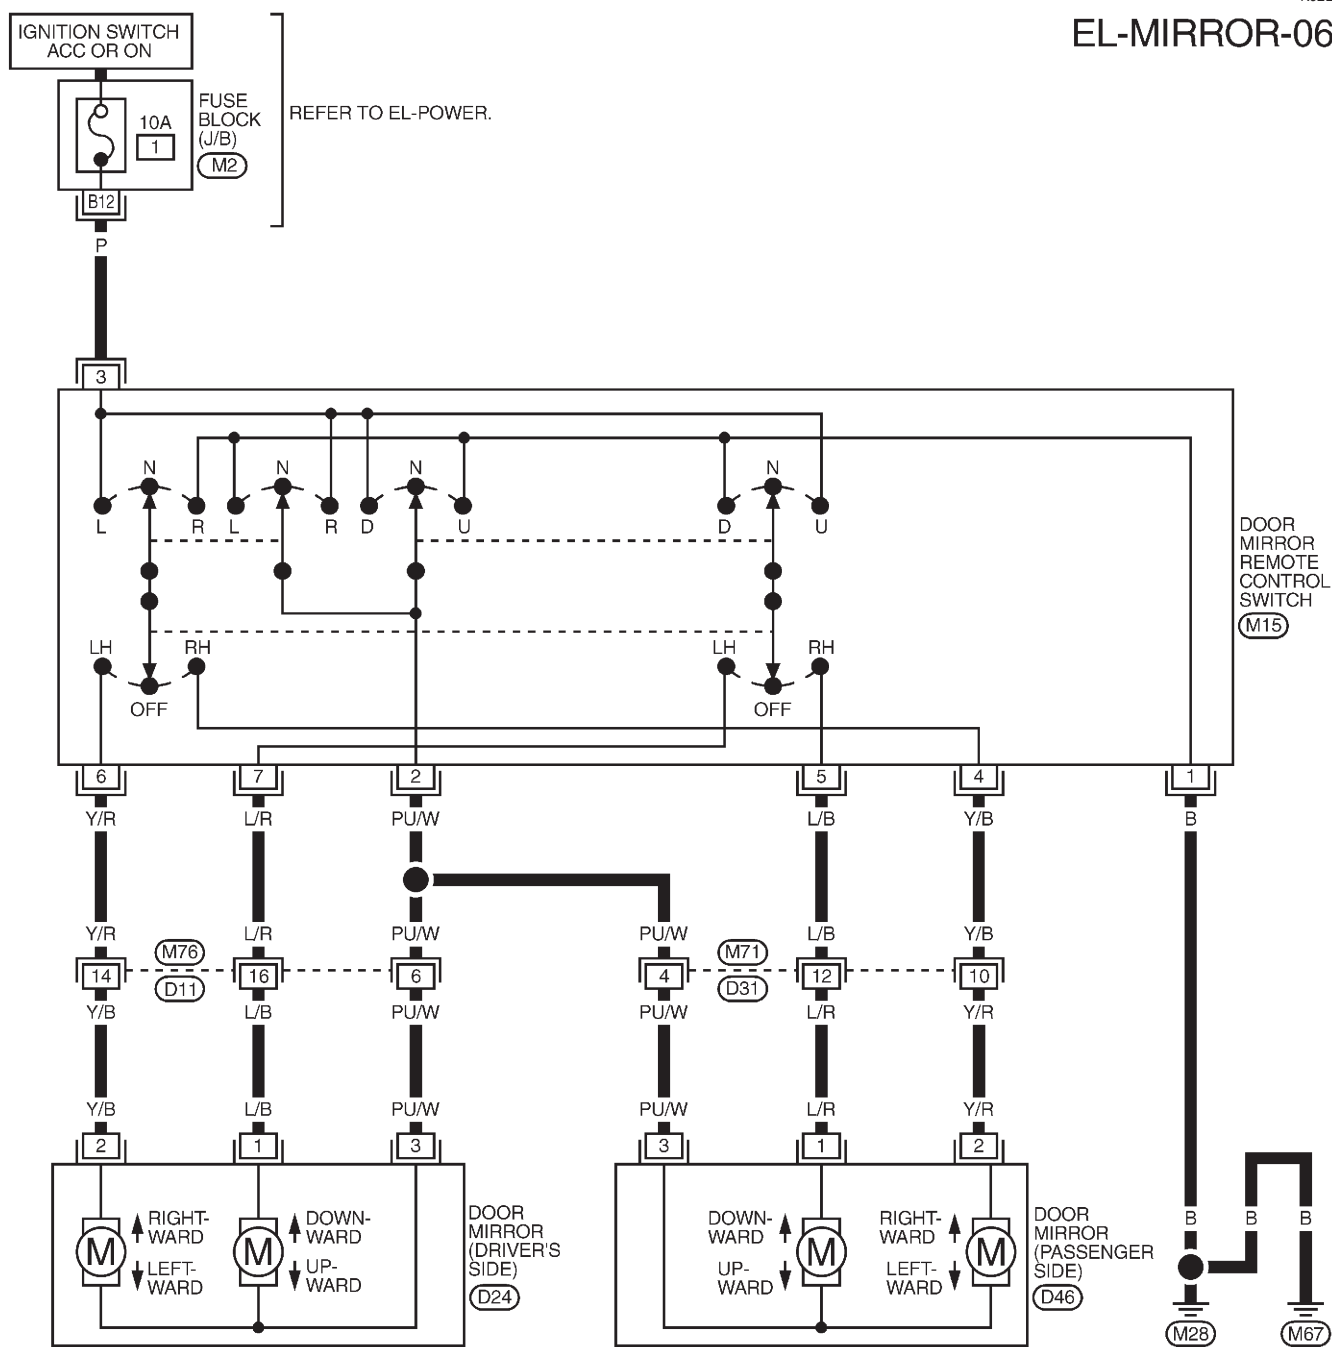 EL-MIRROR-06
IGNITION SWITCH
ACC OR ON
FUSE
BLOCK
(J/B)
M2
10A
1
REFER TO EL-POWER.
B12
P
3
N N N N
L R L R D U D U
DOOR
MIRROR
REMOTE
CONTROL
SWITCH
M15
LH RH LH RH
OFF OFF
6 7 2 5 4 1
Y/R L/R PU/W L/B Y/B B
Y/R L/R PU/W PU/W L/B Y/B
M76 M71
14 16 6 4 12 10
D11 D31
Y/B L/B PU/W PU/W L/R Y/R
Y/B L/B PU/W PU/W L/R Y/R
2 1 3 3 1 2
M RIGHT-
WARD
LEFT-
WARD
M DOWN-
WARD
UP-
WARD
DOOR
MIRROR
(DRIVER'S
SIDE)
D24
DOWN-
WARD
UP-
WARD
M
RIGHT-
WARD
LEFT-
WARD
M
DOOR
MIRROR
(PASSENGER
SIDE)
D46
B B B
M28 M67